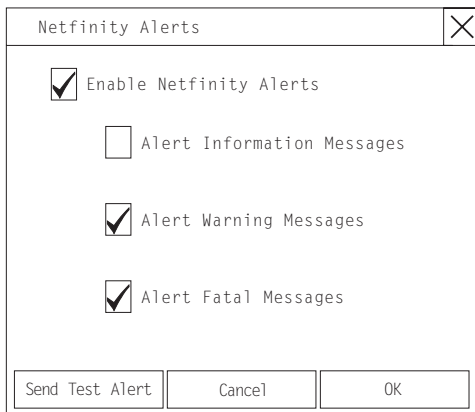 Netfinity Alerts
Enable Netfinity Alerts
Alert Information Messages
Alert Warning Messages
Alert Fatal Messages
Send Test Alert
Cancel
OK